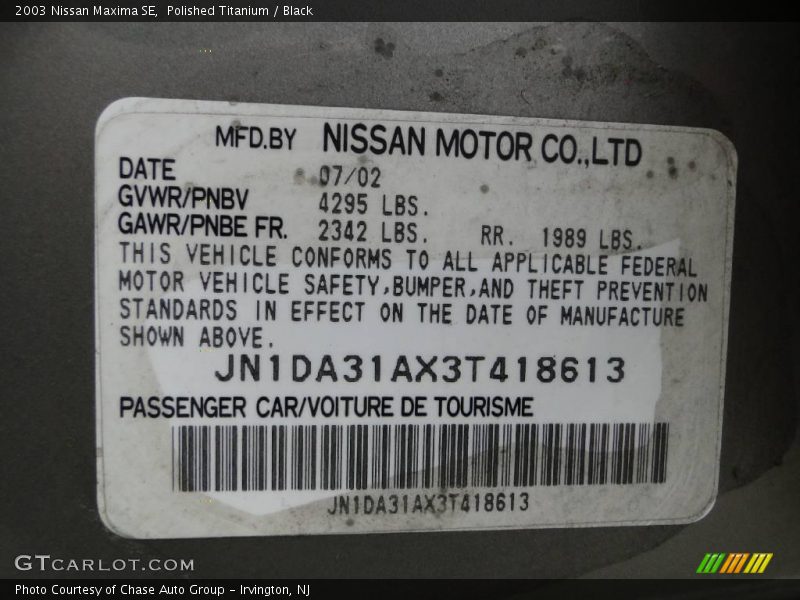 2003 Nissan Maxima SE,  Polished Titanium / Black
MFD.BY NISSAN MOTOR CO.,LTD
DATE 07/02
GVWR/PNBV 4295 LBS.
GAWR/PNBE FR. 2342 LBS. RR. 1989 LBS.
THIS VEHICLE CONFORMS TO ALL APPLICABLE FEDERAL
MOTOR VEHICLE SAFETY,BUMPER,AND THEFT PREVENTION
STANDARDS IN EFFECT ON THE DATE OF MANUFACTURE
SHOWN ABOVE.
JN1DA31AX3T418613
PASSENGER CAR/VOITURE DE TOURISME
JN1DA31AX3T418613
GTCARLOT.COM
Photo Courtesy of Chase Auto Group - Irvington, NJ